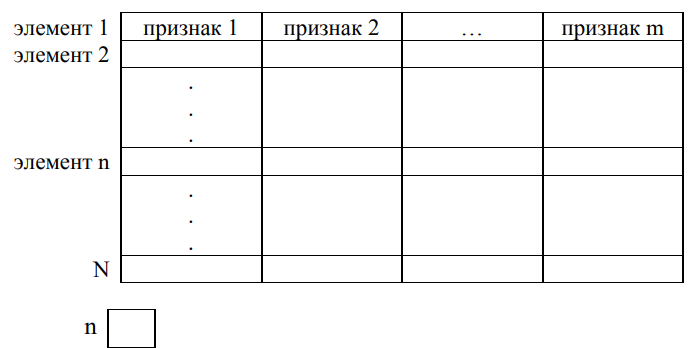 элемент 1 признак 1 признак 2 … признак m
элемент 2
.
.
.
элемент n
.
.
.
N
n